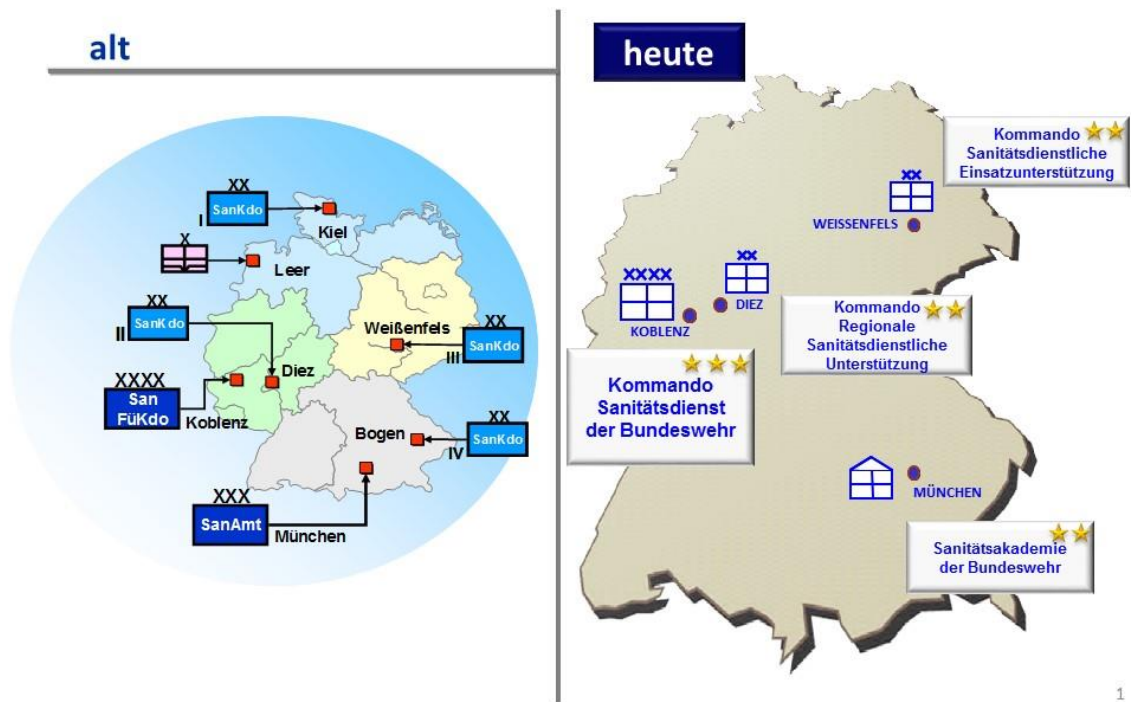 alt
XX
SanKdo
I
Kiel
X
Leer
XX
SanKdo
II
Weißenfels
XX
SanKdo
III
Diez
XXXX
San
FüKdo
Koblenz
Bogen
XX
SanKdo
IV
XXX
SanAmt
München
heute
Kommando
Sanitätsdienstliche
Einsatzunterstützung
xx
WEISSENFELS
xxxx
KOBLENZ
xx
DIEZ
Kommando
Regionale
Sanitätsdienstliche
Unterstützung
Kommando
Sanitätsdienst
der Bundeswehr
MÜNCHEN
Sanitätsakademie
der Bundeswehr
1